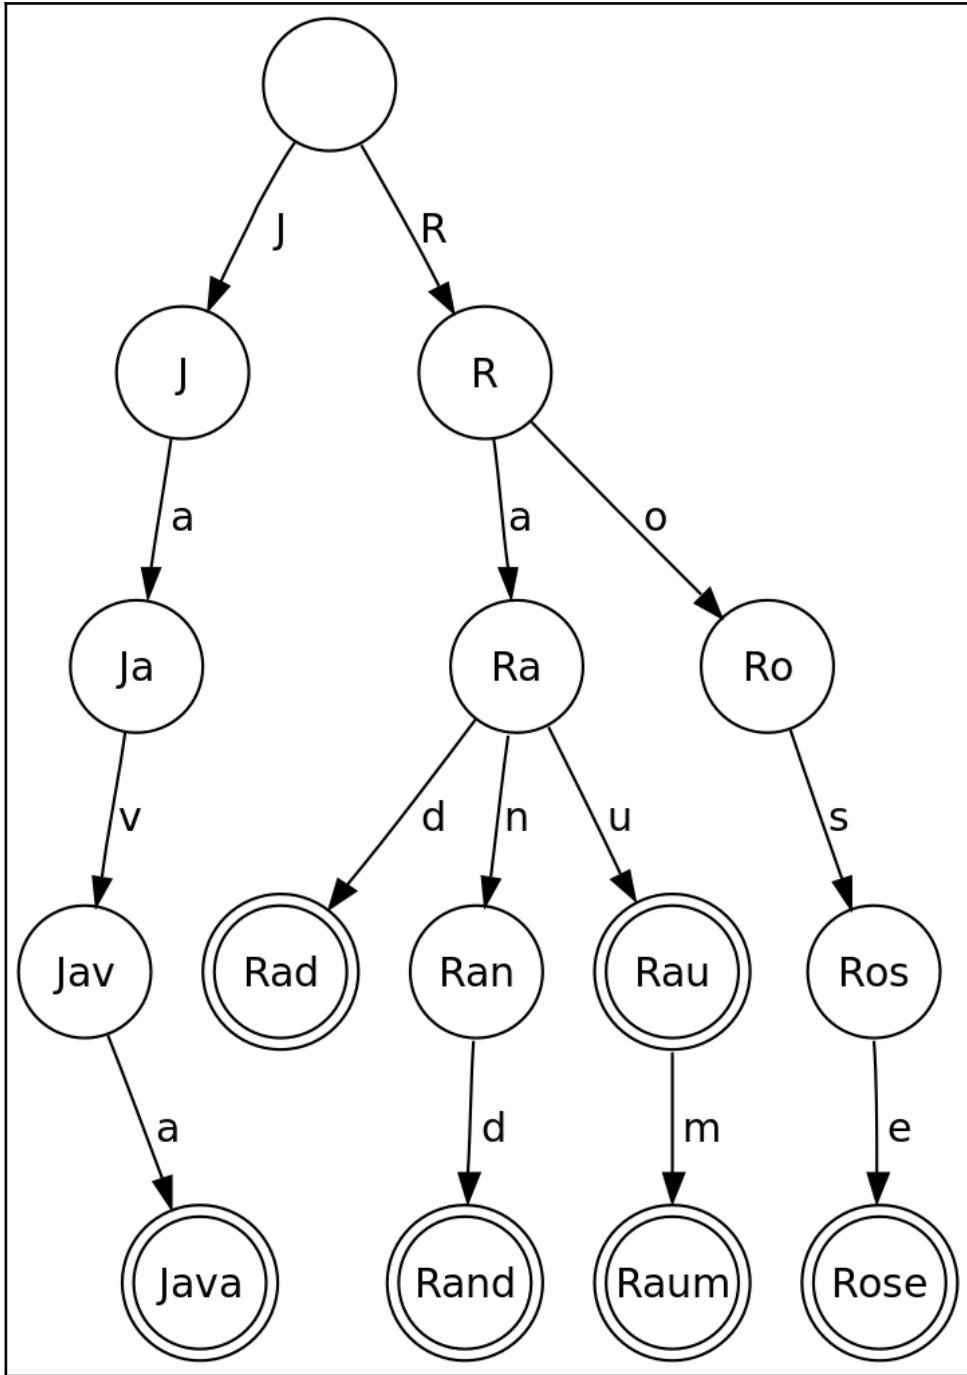 J R
J R
a a o
Ja Ra Ro
v d n u s
Jav Rad Ran Rau Ros
a d m e
Java Rand Raum Rose